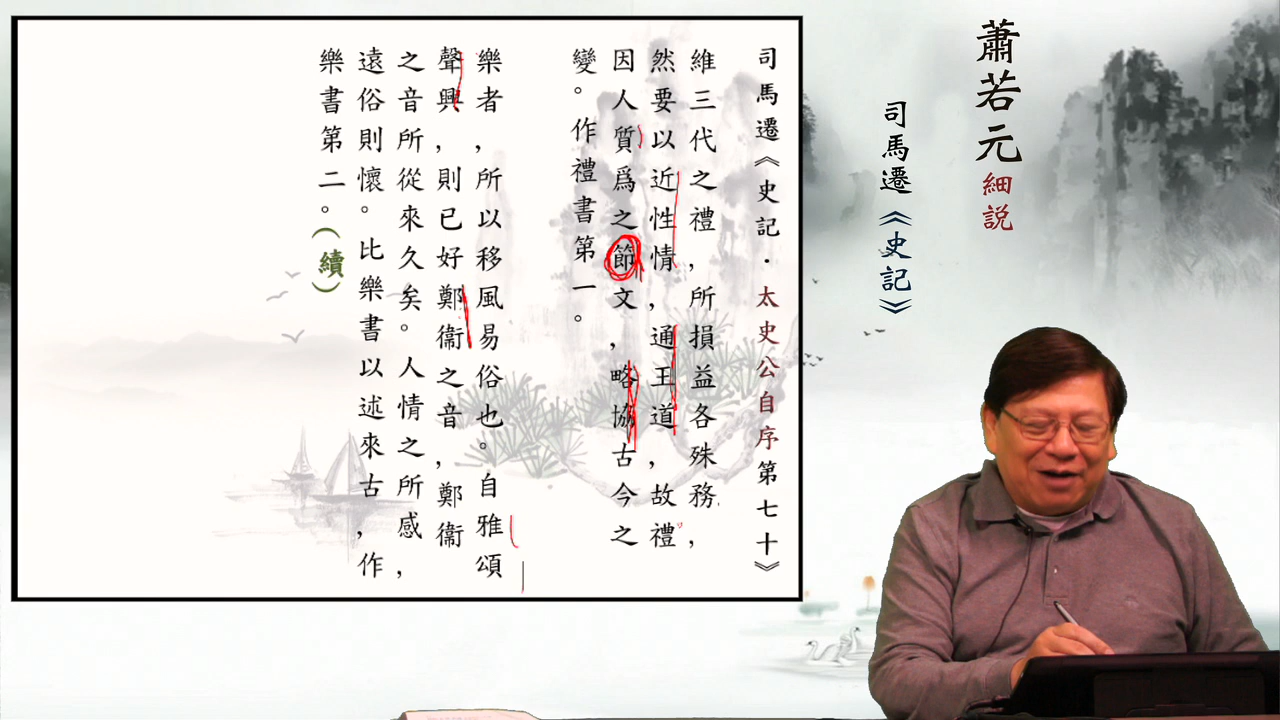 蕭若元細說
司馬遷《史記》
司馬遷《史記．太史公自序第七十》
維三代之禮，所損益各殊務，
然要以近性情，通王道，故禮
因人質爲之節文，略協古今之
變。作禮書第一。
樂者，所以移風易俗也。自雅頌
聲興，則已好鄭衞之音，鄭衞
之音所從來久矣。人情之所感，
遠俗則懷。比樂書以述來古，作
樂書第二。(續)